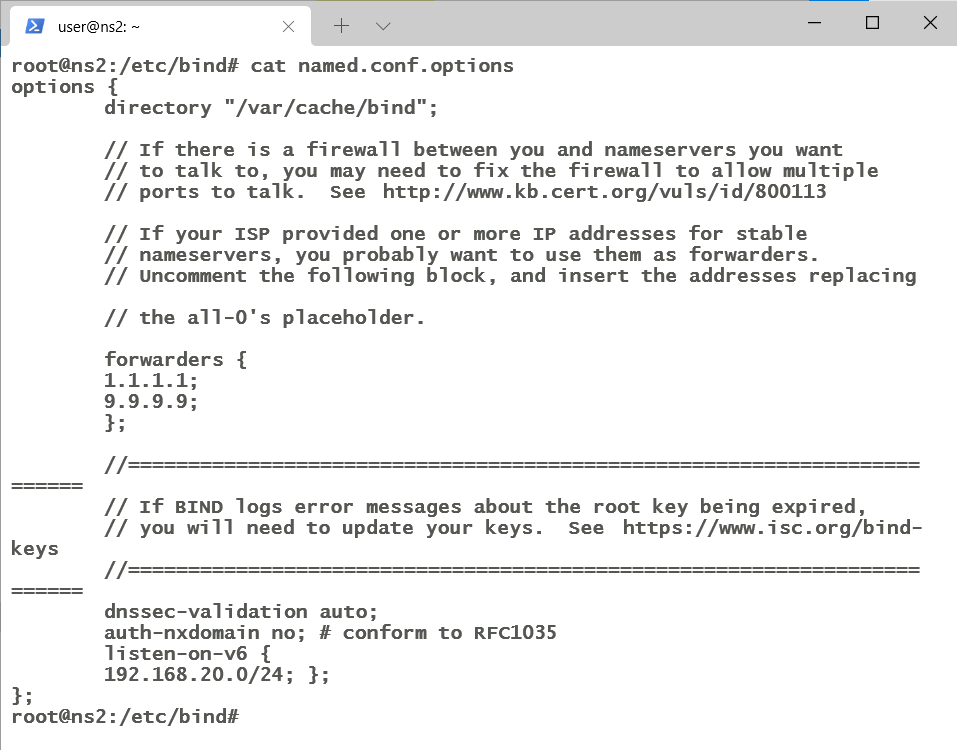 user@ns2: ~
root@ns2:/etc/bind# cat named.conf.options
options {
        directory "/var/cache/bind";

        // If there is a firewall between you and nameservers you want
        // to talk to, you may need to fix the firewall to allow multiple
        // ports to talk.  See http://www.kb.cert.org/vuls/id/800113

        // If your ISP provided one or more IP addresses for stable
        // nameservers, you probably want to use them as forwarders.
        // Uncomment the following block, and insert the addresses replacing

        // the all-0's placeholder.

        forwarders {
        1.1.1.1;
        9.9.9.9;
        };

        //==================================================================
======
        // If BIND logs error messages about the root key being expired,
        // you will need to update your keys.  See https://www.isc.org/bind-
keys
        //==================================================================
======
        dnssec-validation auto;
        auth-nxdomain no; # conform to RFC1035
        listen-on-v6 {
        192.168.20.0/24; };
};
root@ns2:/etc/bind#